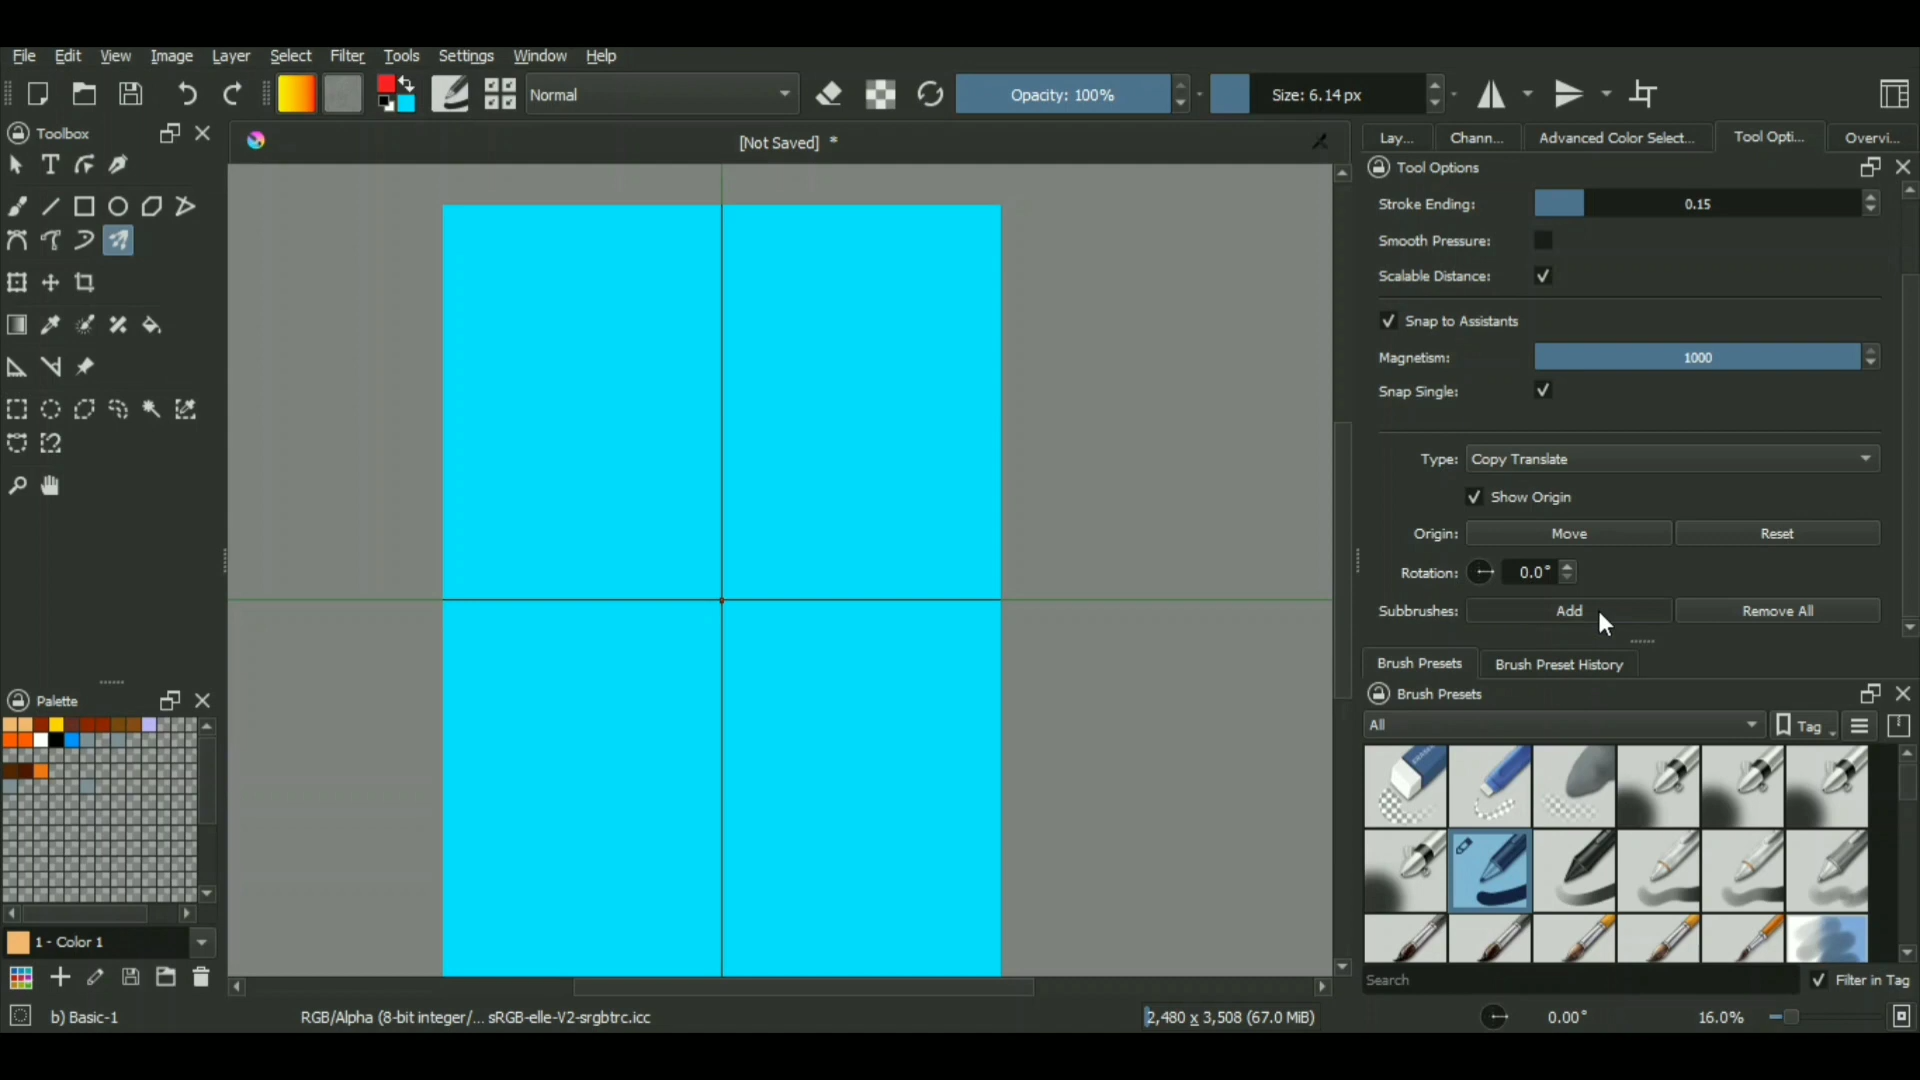 File Edit View Image Layer Select Filter Tools Settings Window Help
Normal Opacity: 100% Size: 6.14 px
Toolbox
[Not Saved] *
Lay... Chann... Advanced Color Select... Tool Opti... Overvi...
Tool Options
Stroke Ending: 0.15
Smooth Pressure:
Scalable Distance:
Snap to Assistants
Magnetism: 1000
Snap Single:
Type: Copy Translate
Show Origin
Origin: Move Reset
Rotation: 0.0°
Subbrushes: Add Remove All
Brush Presets Brush Preset History
Brush Presets
All Tag
Palette
1 - Color 1
Search Filter in Tag
b) Basic-1 RGB/Alpha (8-bit integer/... sRGB-elle-V2-srgbtrc.icc 2,480 x 3,508 (67.0 MiB) 0.00° 16.0%